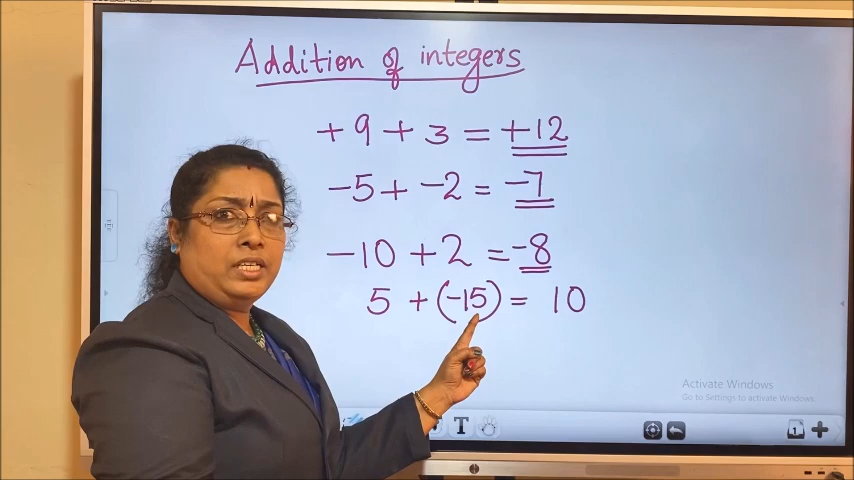 Addition of integers
+9 + 3 = +12
-5 + -2 = -7
-10 + 2 = -8
5 + (-15) = 10
Activate Windows
Go to Settings to activate Windows.
T
1